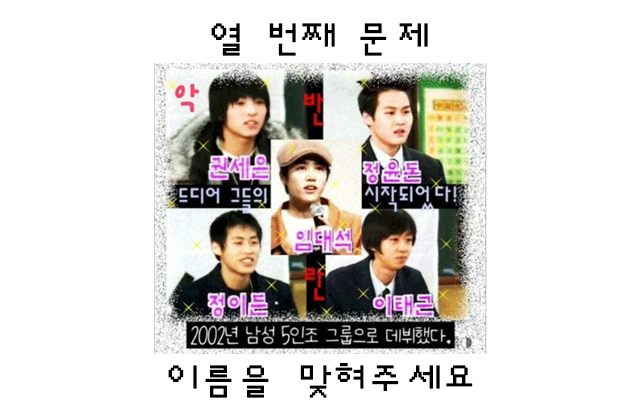 열 번째 문제
악 반
권세은 정윤돈
드디어 그들의 시작되었다!
임대석
란
정이든 이태근
2002년 남성 5인조 그룹으로 데뷔했다.
이름을 맞혀주세요